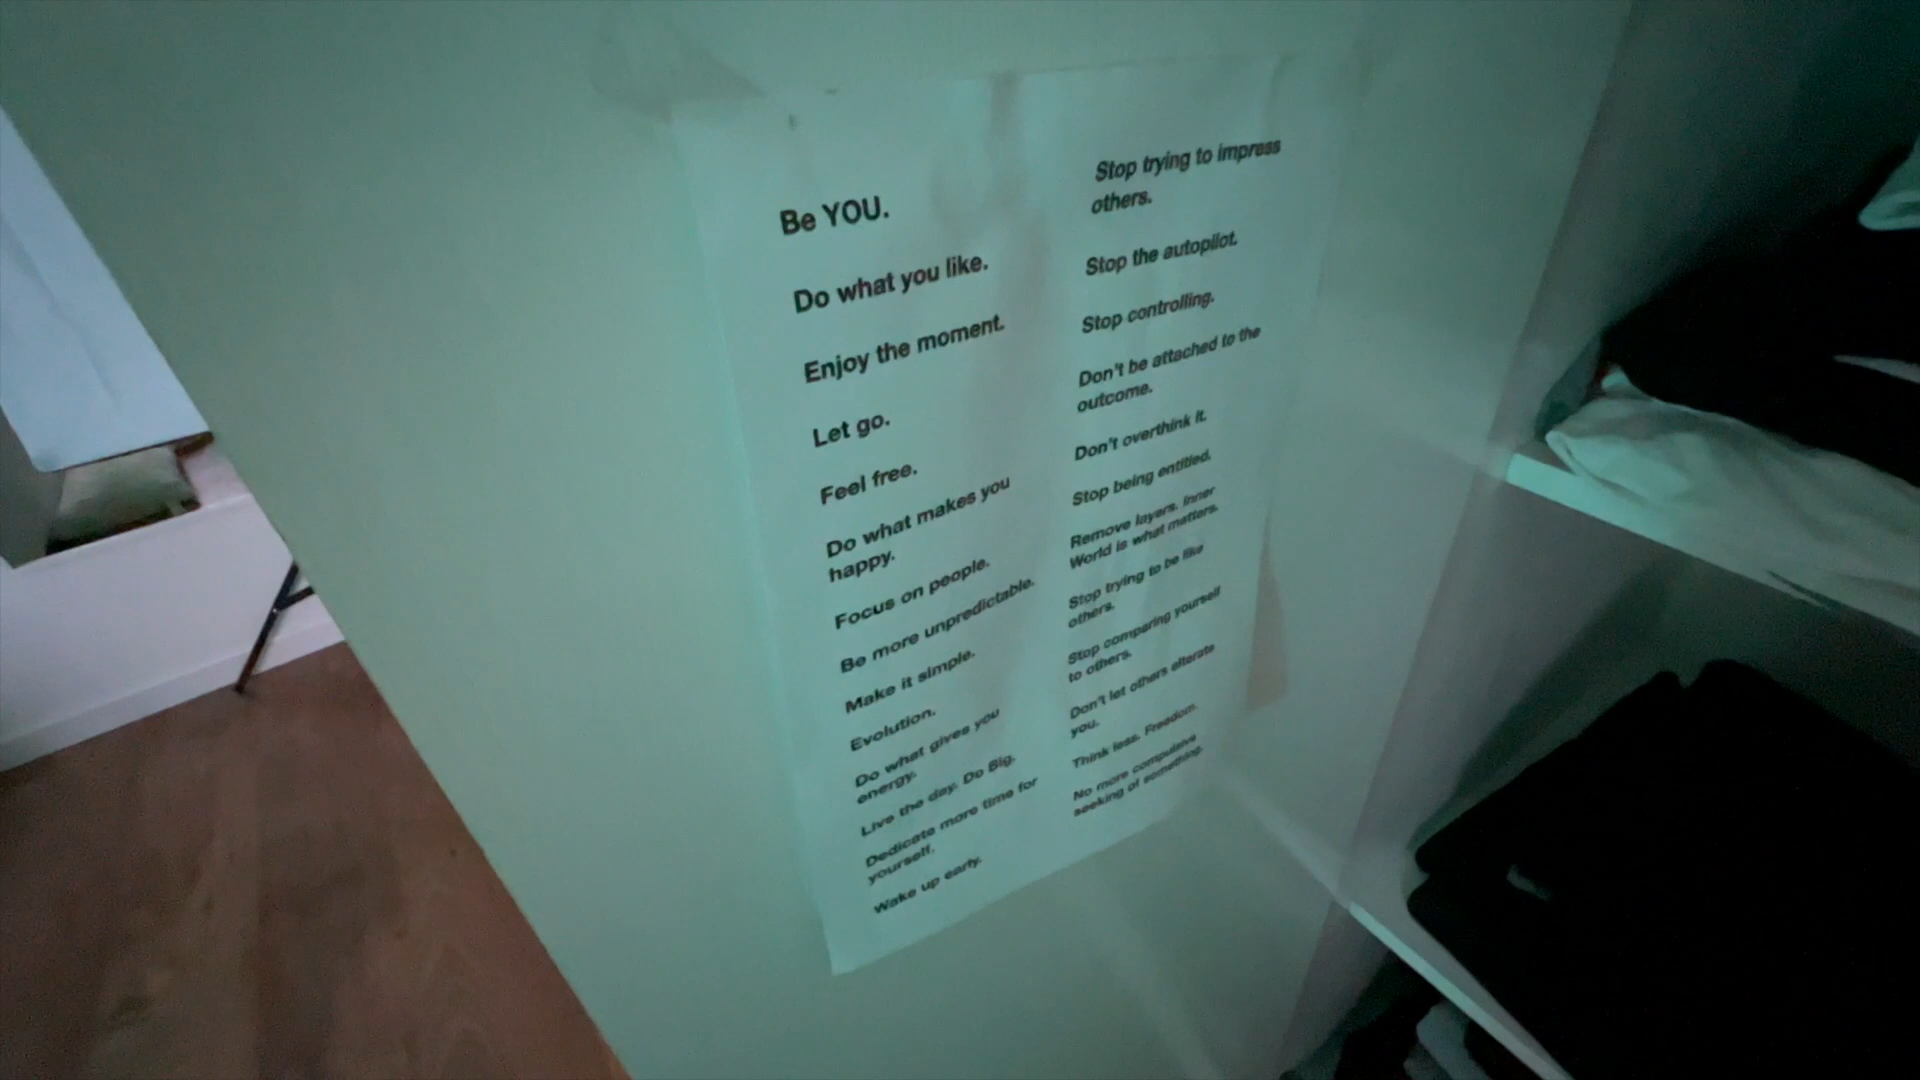 Be YOU.
Do what you like.
Enjoy the moment.
Let go.
Feel free.
Do what makes you
happy.
Focus on people.
Be more unpredictable.
Make it simple.
Evolution.
Do what gives you
energy.
Live the day. Do Big.
Dedicate more time for
yourself.
Wake up early.
Stop trying to impress
others.
Stop the autopilot.
Stop controlling.
Don't be attached to the
outcome.
Don't overthink it.
Stop being entitled.
Remove layers. Inner
World is what matters.
Stop trying to be like
others.
Stop comparing yourself
to others.
Don't let others alterate
you.
Think less. Freedom.
No more compulsive
seeking of something.